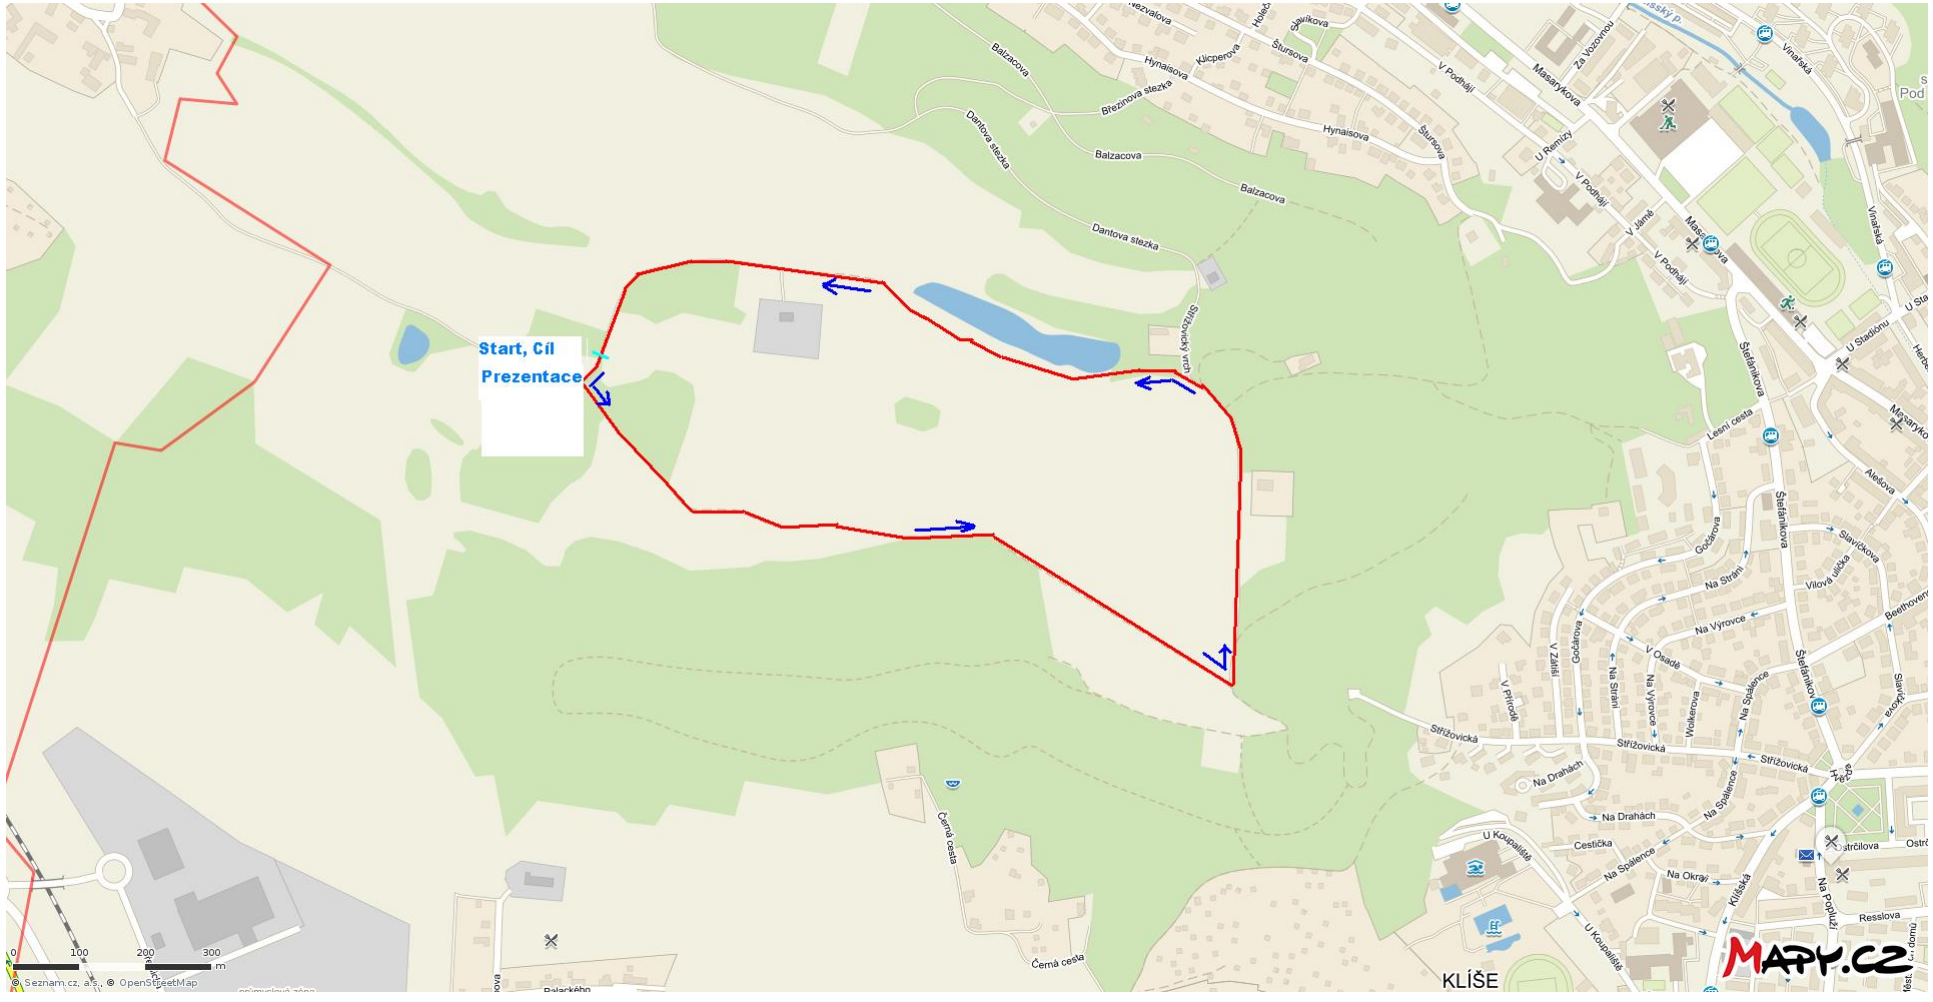 Nezvalova
Slavíkova
Za Vozovnou
Vinařská
Balzacova
Hynaisova
Klicperova
Štursova
V Podhájí
Masarykova
Pod
Březinova stezka
Dantova stezka
Hynaisova
Štursova
U Remízy
Balzacova
V Podhájí
Balzacova
V Jámě
Vinařská
Dantova stezka
V Podhájí
Střížovický vrch
U Stadiónu
Start, Cíl
Prezentace
Štefánikova
Lesní cesta
Alešova
Štefánikova
Gočárova
Slavíčkova
Na Stráni
Vilová ulička
Na Výrovce
V Zátiší
Gočárova
V Osadě
Na Stráni
Na Výrovce
Na Spálence
V Přírodě
Wolkerova
Střížovická
Střížovická
Střížovická
Na Drahách
Na Spálence
Na Drahách
Černá cesta
U Koupaliště
Cestička
Na Spálence
Na Okraji
Klíšská
Na Popluží
Resslova
U Koupaliště
Černá cesta
KLÍŠE
Palackého
0 100 200 300
m
© Seznam.cz, a.s., © OpenStreetMap
MAPY.CZ